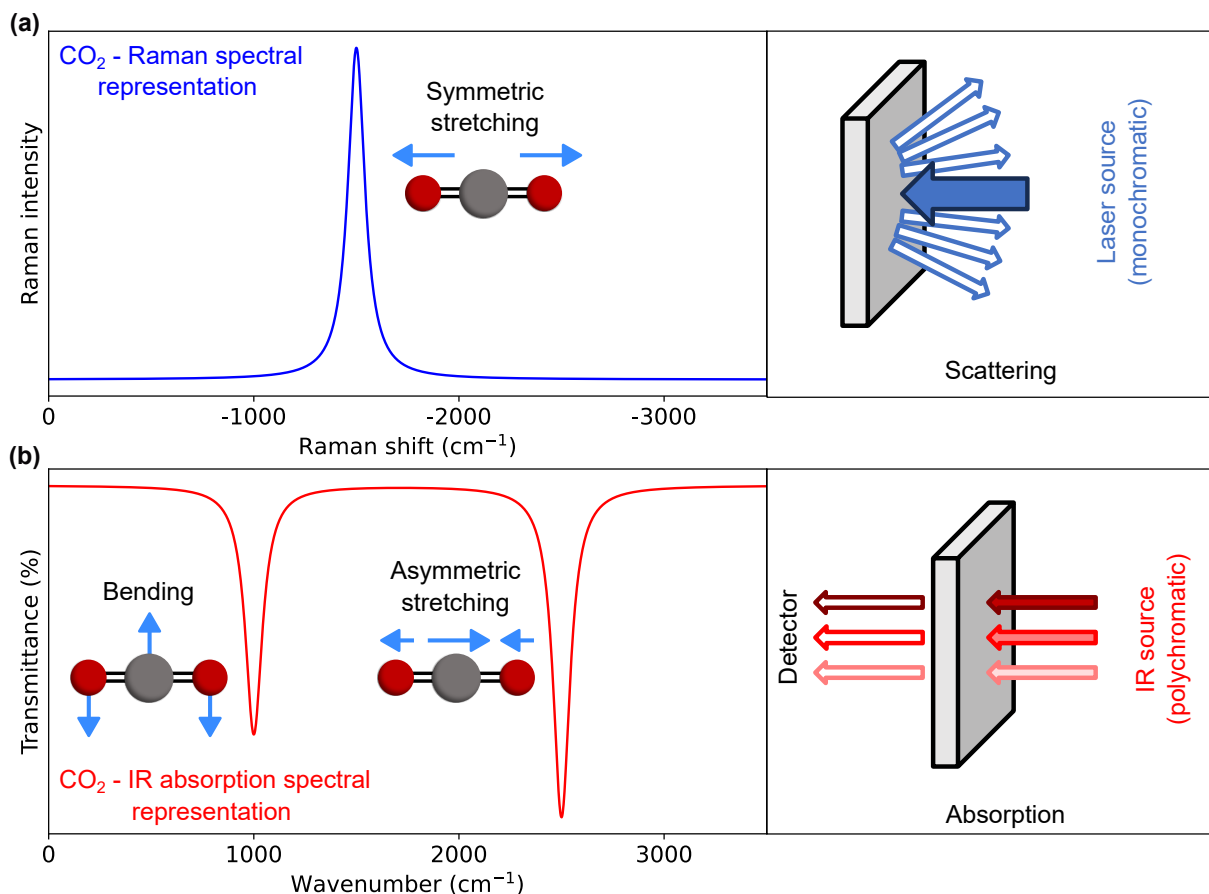 (a)
CO₂ - Raman spectral
representation
Symmetric
stretching
Raman intensity
0
-1000
-2000
-3000
Raman shift (cm⁻¹)
Laser source
(monochromatic)
Scattering
(b)
Transmittance (%)
Bending
Asymmetric
stretching
CO₂ - IR absorption spectral
representation
0
1000
2000
3000
Wavenumber (cm⁻¹)
Detector
IR source
(polychromatic)
Absorption